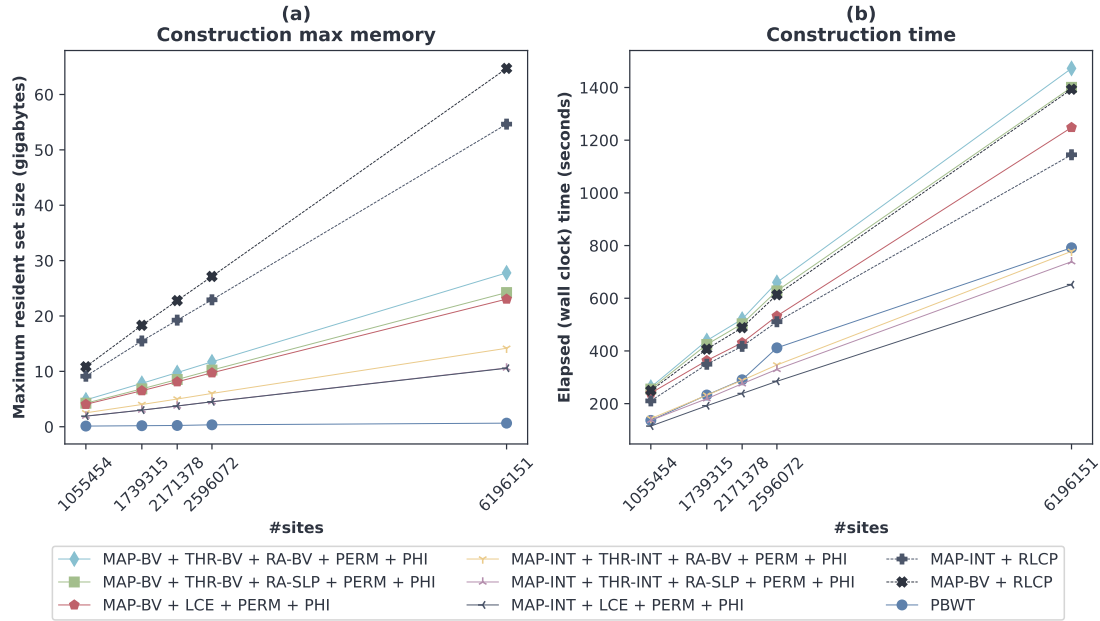 (a)
Construction max memory
Maximum resident set size (gigabytes)
60
50
40
30
20
10
0
1055454
1739315
2171378
2596072
6196151
#sites
(b)
Construction time
Elapsed (wall clock) time (seconds)
1400
1200
1000
800
600
400
200
1055454
1739315
2171378
2596072
6196151
#sites
MAP-BV + THR-BV + RA-BV + PERM + PHI
MAP-BV + THR-BV + RA-SLP + PERM + PHI
MAP-BV + LCE + PERM + PHI
MAP-INT + THR-INT + RA-BV + PERM + PHI
MAP-INT + THR-INT + RA-SLP + PERM + PHI
MAP-INT + LCE + PERM + PHI
MAP-INT + RLCP
MAP-BV + RLCP
PBWT